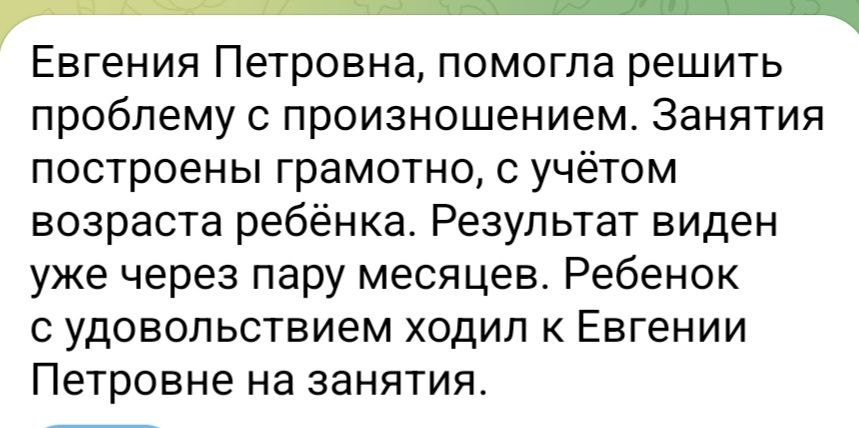 Евгения Петровна, помогла решить
проблему с произношением. Занятия
построены грамотно, с учётом
возраста ребёнка. Результат виден
уже через пару месяцев. Ребенок
с удовольствием ходил к Евгении
Петровне на занятия.